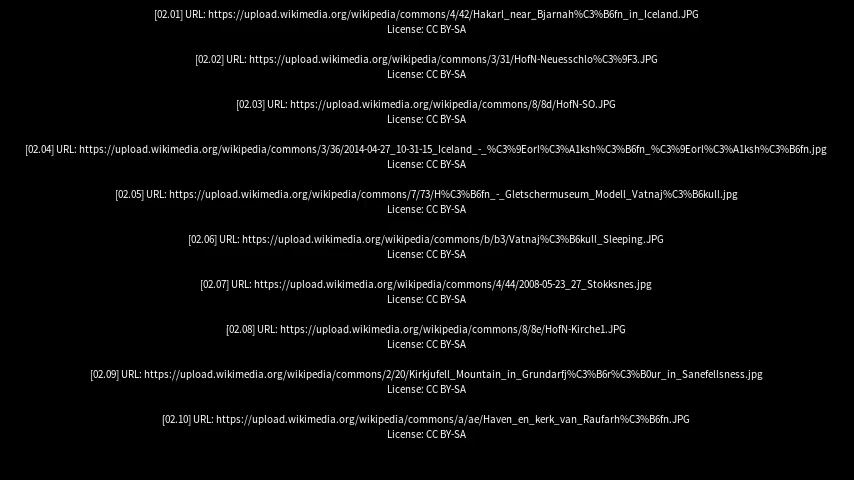 [02.01] URL: https://upload.wikimedia.org/wikipedia/commons/4/42/Hakarl_near_Bjarnah%C3%B6fn_in_Iceland.JPG
License: CC BY-SA
[02.02] URL: https://upload.wikimedia.org/wikipedia/commons/3/31/HofN-Neuesschlo%C3%9F3.JPG
License: CC BY-SA
[02.03] URL: https://upload.wikimedia.org/wikipedia/commons/8/8d/HofN-SO.JPG
License: CC BY-SA
[02.04] URL: https://upload.wikimedia.org/wikipedia/commons/3/36/2014-04-27_10-31-15_Iceland_-_%C3%9Eorl%C3%A1ksh%C3%B6fn_%C3%9Eorl%C3%A1ksh%C3%B6fn.jpg
License: CC BY-SA
[02.05] URL: https://upload.wikimedia.org/wikipedia/commons/7/73/H%C3%B6fn_-_Gletschermuseum_Modell_Vatnaj%C3%B6kull.jpg
License: CC BY-SA
[02.06] URL: https://upload.wikimedia.org/wikipedia/commons/b/b3/Vatnaj%C3%B6kull_Sleeping.JPG
License: CC BY-SA
[02.07] URL: https://upload.wikimedia.org/wikipedia/commons/4/44/2008-05-23_27_Stokksnes.jpg
License: CC BY-SA
[02.08] URL: https://upload.wikimedia.org/wikipedia/commons/8/8e/HofN-Kirche1.JPG
License: CC BY-SA
[02.09] URL: https://upload.wikimedia.org/wikipedia/commons/2/20/Kirkjufell_Mountain_in_Grundarfj%C3%B6r%C3%B0ur_in_Sanefellsness.jpg
License: CC BY-SA
[02.10] URL: https://upload.wikimedia.org/wikipedia/commons/a/ae/Haven_en_kerk_van_Raufarh%C3%B6fn.JPG
License: CC BY-SA